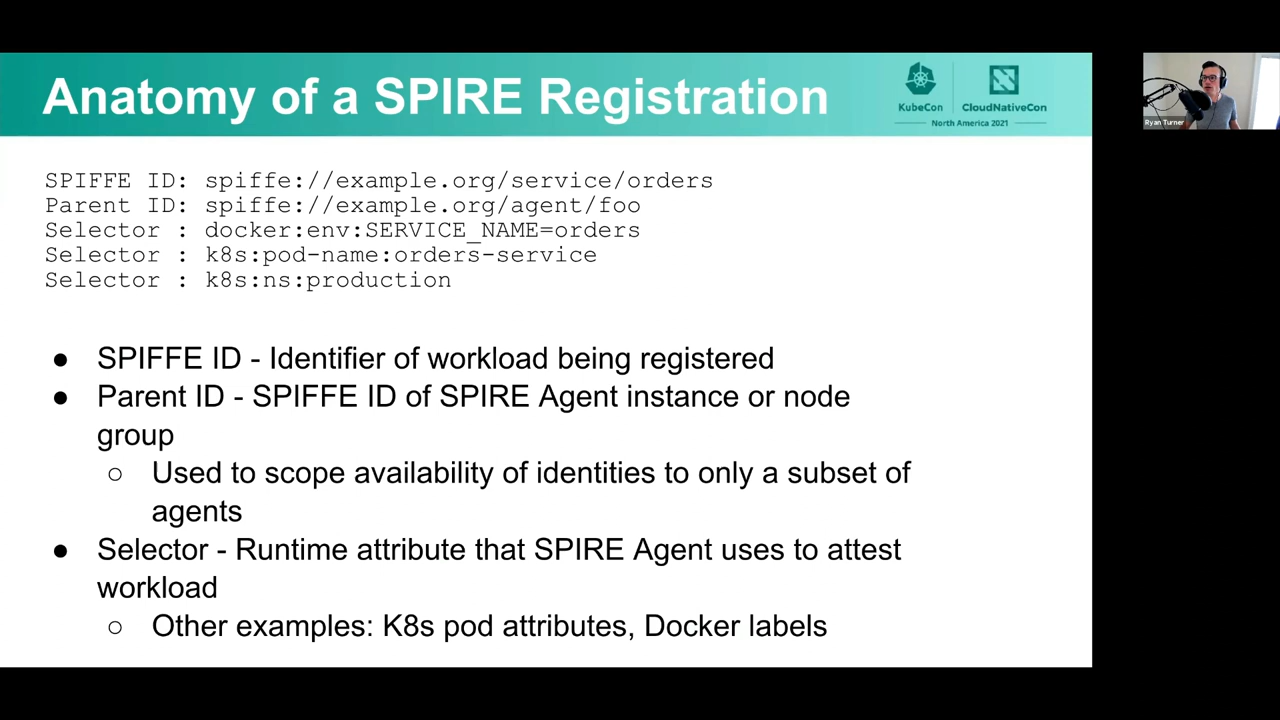 Anatomy of a SPIRE Registration
KubeCon
CloudNativeCon
North America 2021
Ryan Turner
SPIFFE ID: spiffe://example.org/service/orders
Parent ID: spiffe://example.org/agent/foo
Selector : docker:env:SERVICE_NAME=orders
Selector : k8s:pod-name:orders-service
Selector : k8s:ns:production
● SPIFFE ID - Identifier of workload being registered
● Parent ID - SPIFFE ID of SPIRE Agent instance or node
group
○ Used to scope availability of identities to only a subset of
agents
● Selector - Runtime attribute that SPIRE Agent uses to attest
workload
○ Other examples: K8s pod attributes, Docker labels